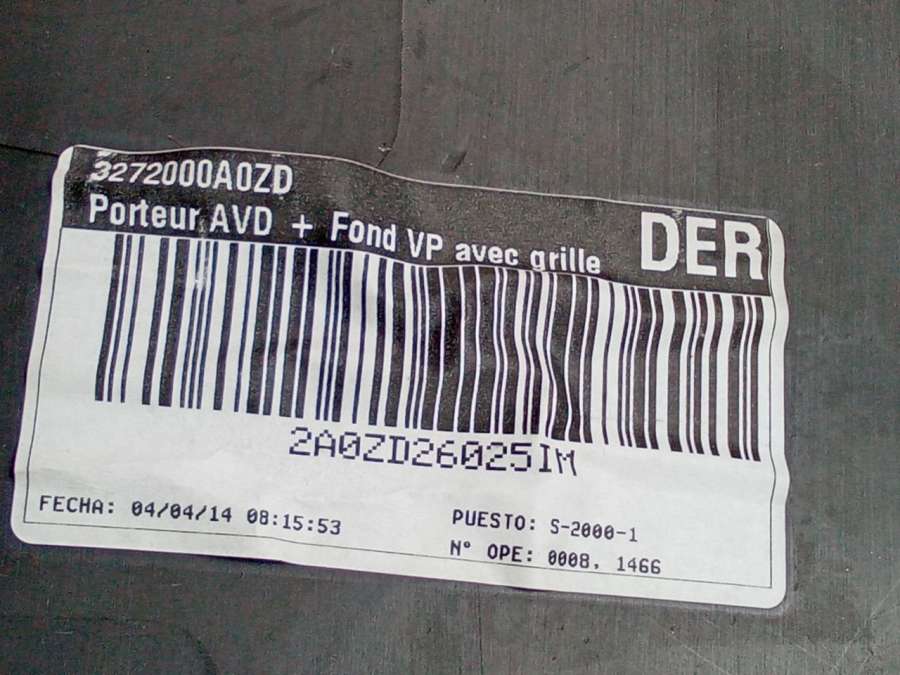 3272000A0ZD
Porteur AVD + Fond VP avec grille
DER
2A0ZD26025IM
FECHA: 04/04/14 08:15:53
PUESTO: S-2000-1
Nº OPE: 0008, 1466